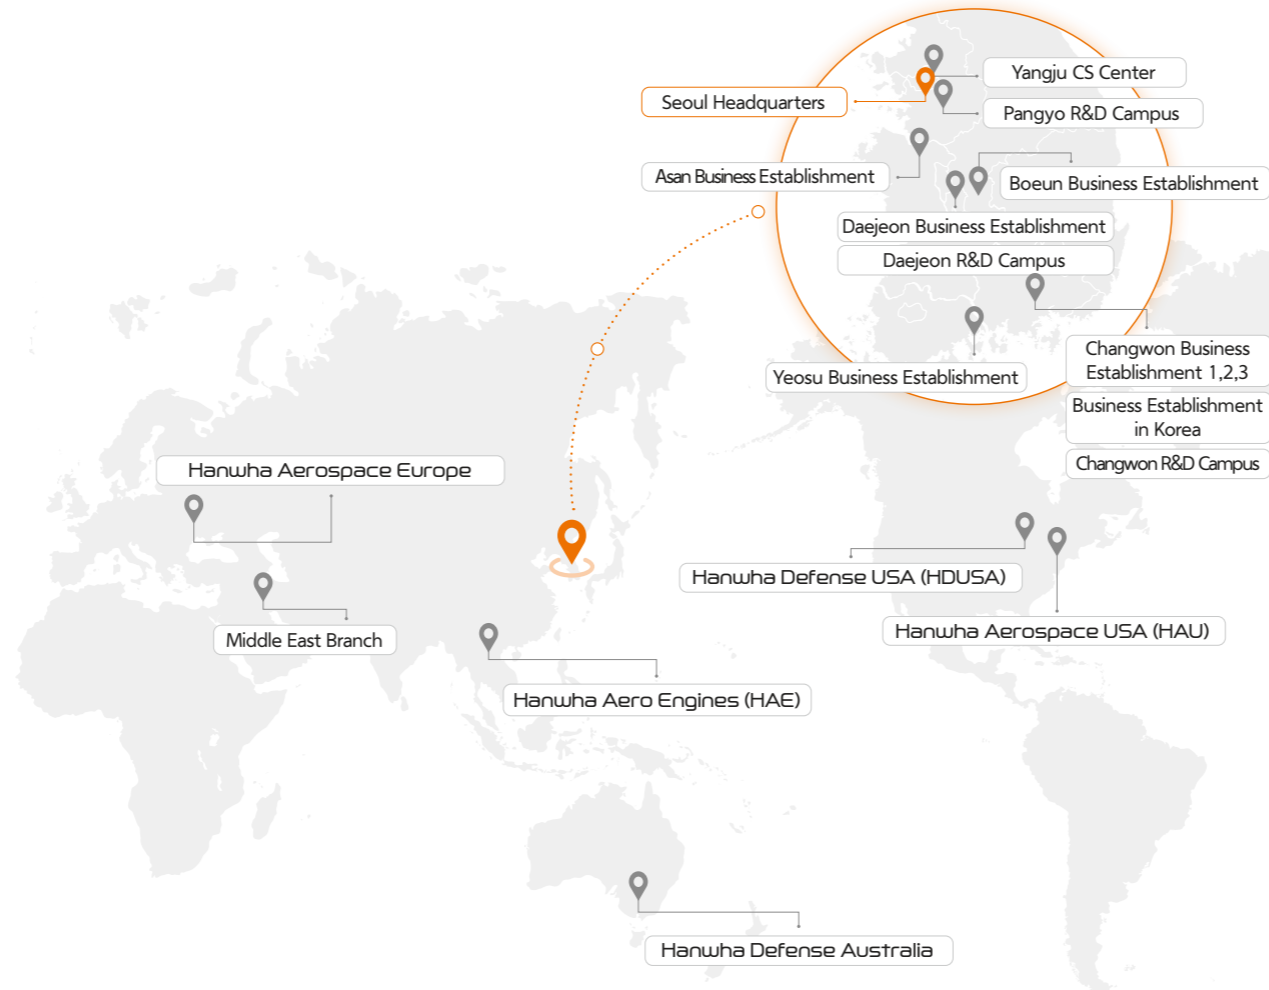 Yangju CS Center
Seoul Headquarters
Pangyo R&D Campus
Asan Business Establishment
Boeun Business Establishment
Daejeon Business Establishment
Daejeon R&D Campus
Changwon Business
Establishment 1,2,3
Yeosu Business Establishment
Business Establishment
in Korea
Changwon R&D Campus
Hanwha Aerospace Europe
Hanwha Defense USA (HDUSA)
Hanwha Aerospace USA (HAU)
Middle East Branch
Hanwha Aero Engines (HAE)
Hanwha Defense Australia